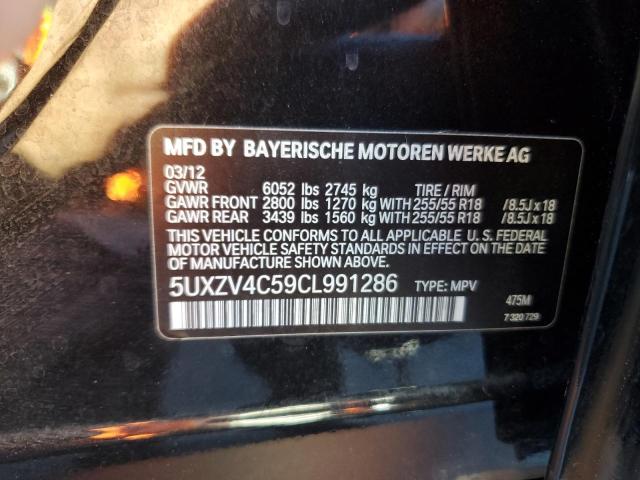 MFD BY BAYERISCHE MOTOREN WERKE AG
03/12
GVWR 6052 lbs 2745 kg TIRE / RIM
GAWR FRONT 2800 lbs 1270 kg WITH 255/55 R18 /8.5J x 18
GAWR REAR 3439 lbs 1560 kg WITH 255/55 R18 /8.5J x 18
THIS VEHICLE CONFORMS TO ALL APPLICABLE U. S. FEDERAL
MOTOR VEHICLE SAFETY STANDARDS IN EFFECT ON THE
DATE OF MANUFACTURE SHOWN ABOVE.
5UXZV4C59CL991286 TYPE: MPV
475M
7 320 729